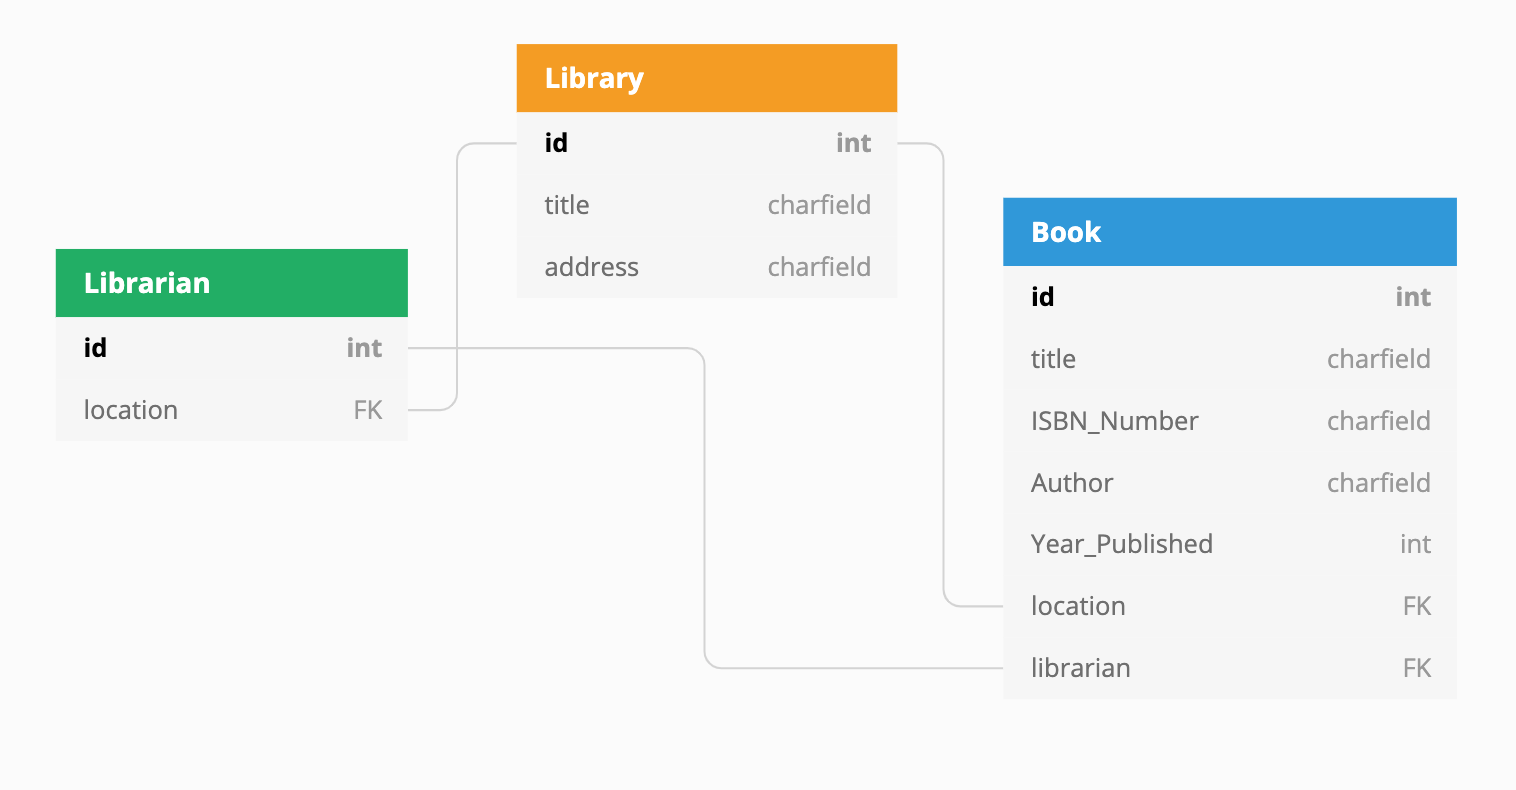 Library
id int
title charfield
address charfield
Librarian
id int
location FK
Book
id int
title charfield
ISBN_Number charfield
Author charfield
Year_Published int
location FK
librarian FK